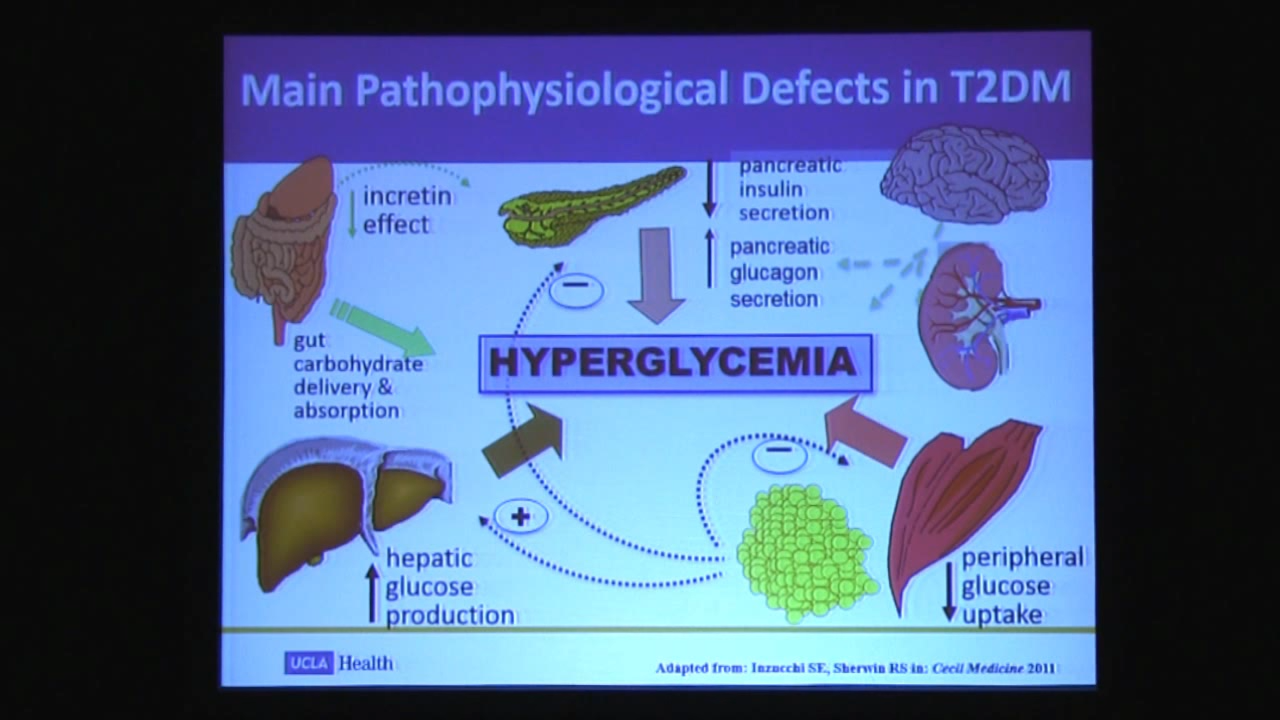 Main Pathophysiological Defects in T2DM
incretin
effect
pancreatic
insulin
secretion
pancreatic
glucagon
secretion
gut
carbohydrate
delivery &
absorption
−
HYPERGLYCEMIA
−
+
hepatic
glucose
production
peripheral
glucose
uptake
UCLA Health
Adapted from: Inzucchi SE, Sherwin RS in: Cecil Medicine 2011